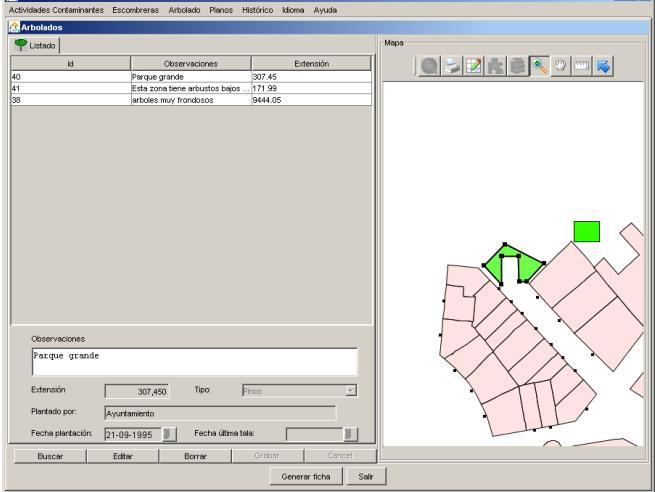 Actividades Contaminantes Escombreras Arbolado Planos Histórico Idioma Ayuda
Arbolados
Listado
Mapa
id Observaciones Extensión
40 Parque grande 307.45
41 Esta zona tiene arbustos bajos ... 171.99
38 arboles muy frondosos 9444.05
Observaciones
Parque grande
Extensión 307,450 Tipo: Pinos
Plantado por: Ayuntamiento
Fecha plantación: 21-09-1995 Fecha última tala:
Buscar Editar Borrar Grabar Cancel
Generar ficha Salir